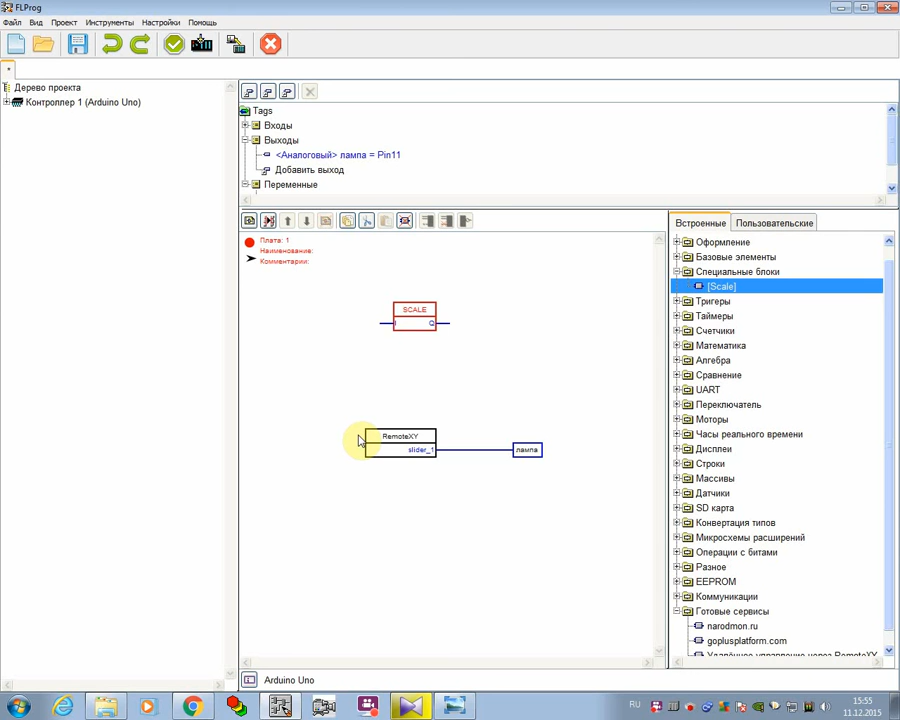 FLProg
Файл Вид Проект Инструменты Настройки Помощь
*
Дерево проекта
Контроллер 1 (Arduino Uno)
Tags
Входы
Выходы
<Аналоговый> лампа = Pin11
Добавить выход
Переменные
Плата: 1
Наименование:
Комментарии:
SCALE
I Q
RemoteXY
slider_1
лампа
Встроенные Пользовательские
Оформление
Базовые элементы
Специальные блоки
[Scale]
Тригеры
Таймеры
Счетчики
Математика
Алгебра
Сравнение
UART
Переключатель
Моторы
Часы реального времени
Дисплеи
Строки
Массивы
Датчики
SD карта
Конвертация типов
Микросхемы расширений
Операции с битами
Разное
EEPROM
Коммуникации
Готовые сервисы
narodmon.ru
goplusplatform.com
Удалённое управление через RemoteXY
Arduino Uno
RU
15:55
11.12.2015